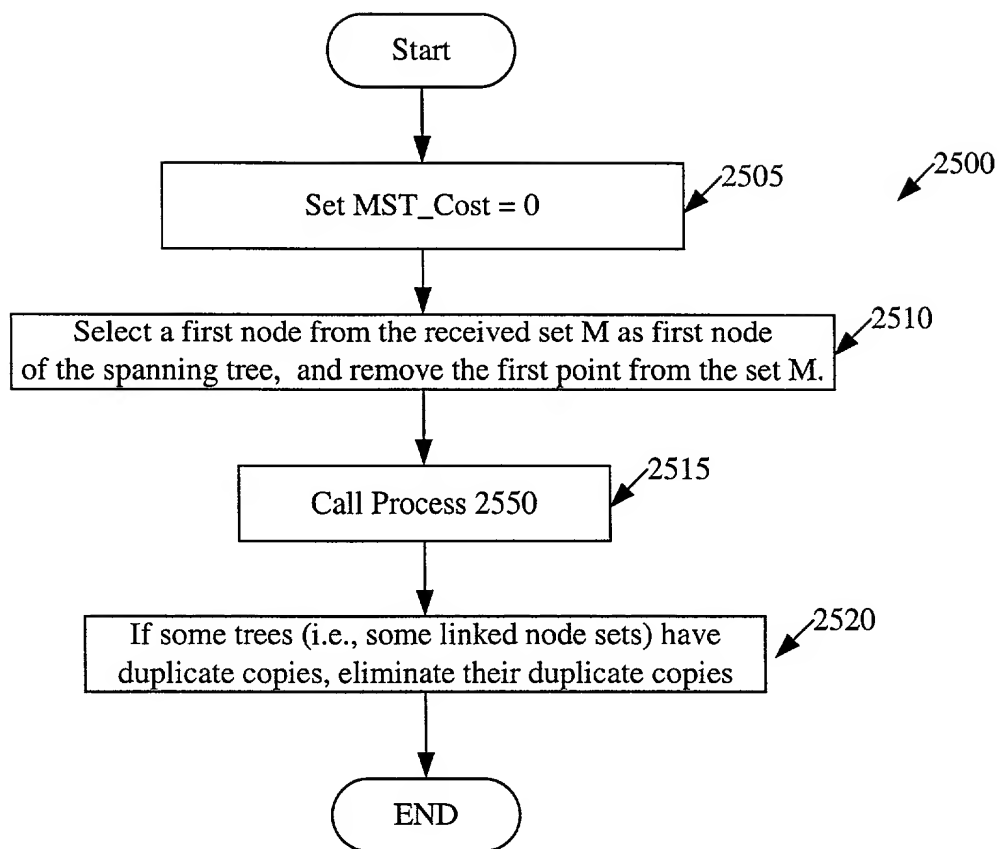 Start
2500
2505
Set MST_Cost = 0
2510
Select a first node from the received set M as first node
of the spanning tree, and remove the first point from the set M.
2515
Call Process 2550
2520
If some trees (i.e., some linked node sets) have
duplicate copies, eliminate their duplicate copies
END